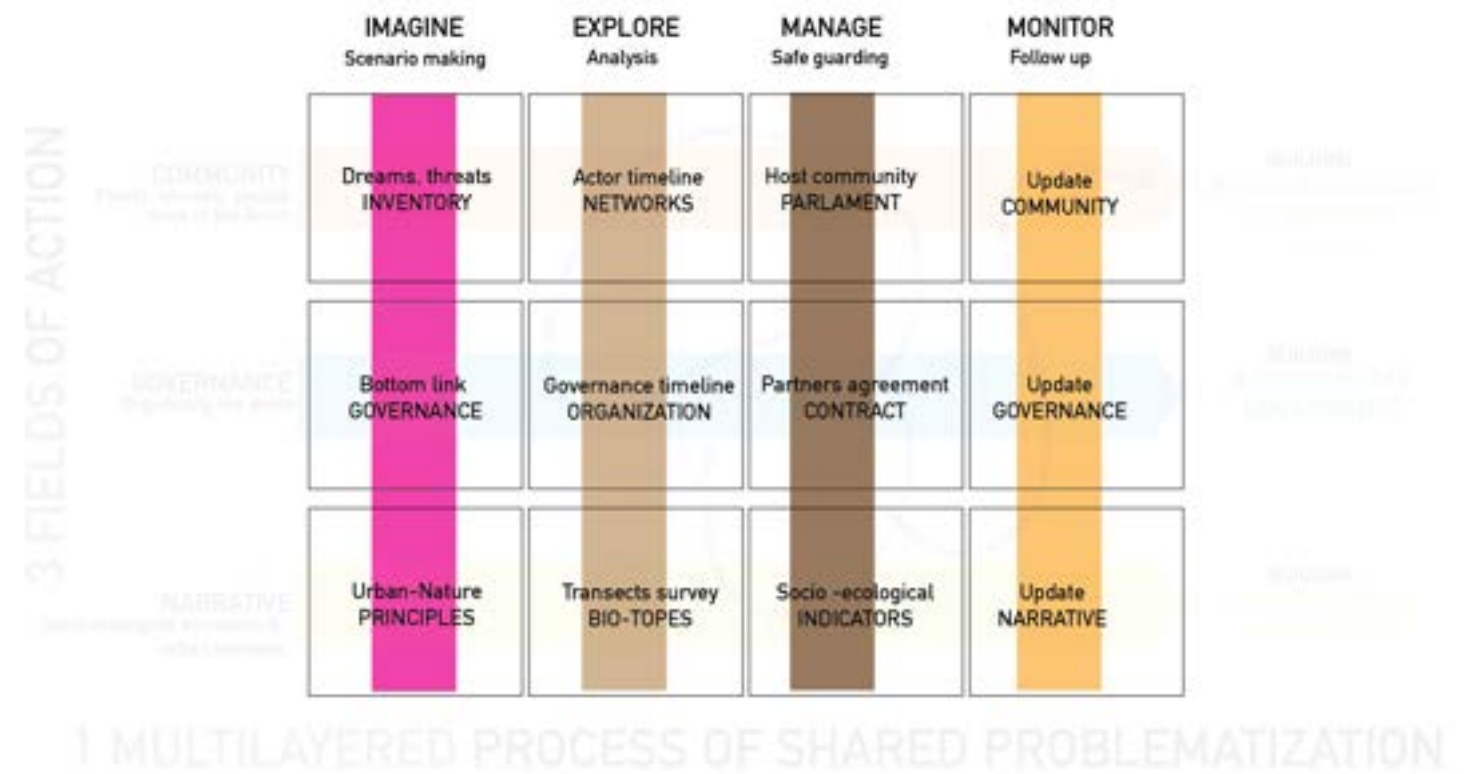 IMAGINE
Scenario making
EXPLORE
Analysis
MANAGE
Safe guarding
MONITOR
Follow up
3 FIELDS OF ACTION
COMMUNITY
Dreams, threats
INVENTORY
Actor timeline
NETWORKS
Host community
PARLAMENT
Update
COMMUNITY
BUILDING
GOVERNANCE
Bottom link
GOVERNANCE
Governance timeline
ORGANIZATION
Partners agreement
CONTRACT
Update
GOVERNANCE
BUILDING
NARRATIVE
Urban-Nature
PRINCIPLES
Transects survey
BIO-TOPES
Socio -ecological
INDICATORS
Update
NARRATIVE
BUILDING
1 MULTILAYERED PROCESS OF SHARED PROBLEMATIZATION